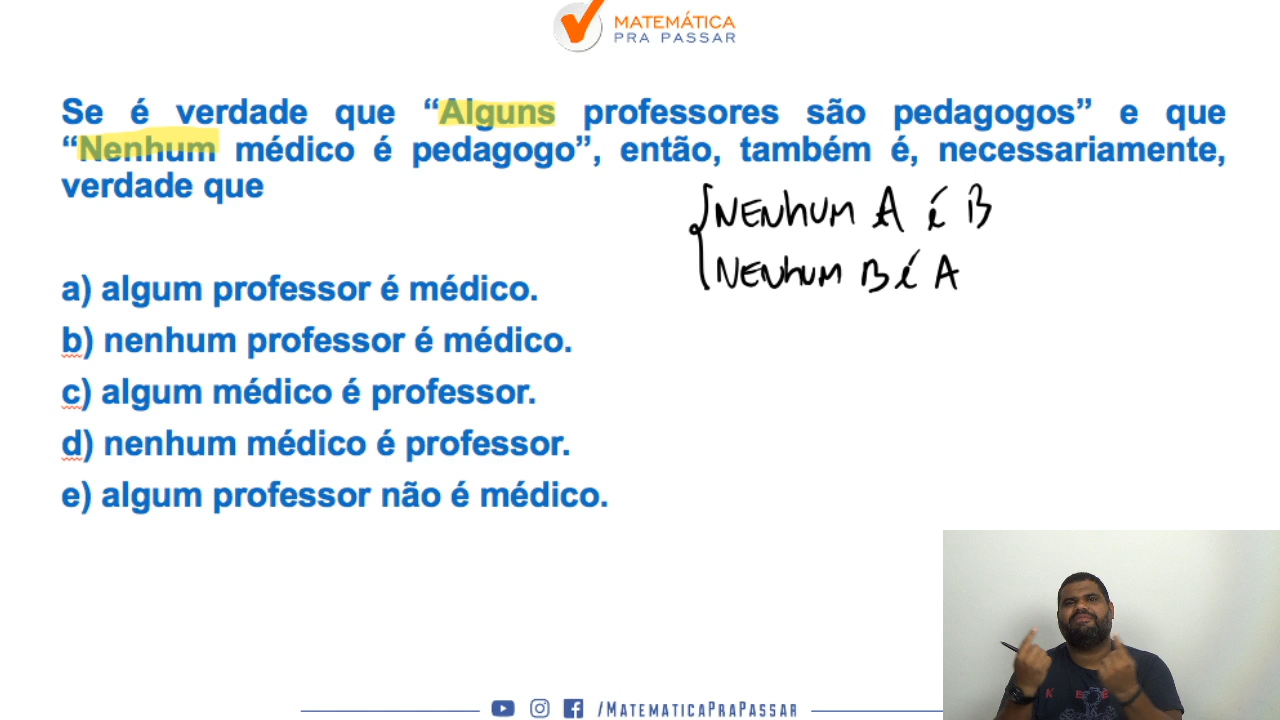 MATEMÁTICA
PRA PASSAR
Se é verdade que “Alguns professores são pedagogos” e que
“Nenhum médico é pedagogo”, então, também é, necessariamente,
verdade que
NENHUM A é B
NENHUM B é A
a) algum professor é médico.
b) nenhum professor é médico.
c) algum médico é professor.
d) nenhum médico é professor.
e) algum professor não é médico.
/MATEMATICAPRAPASSAR